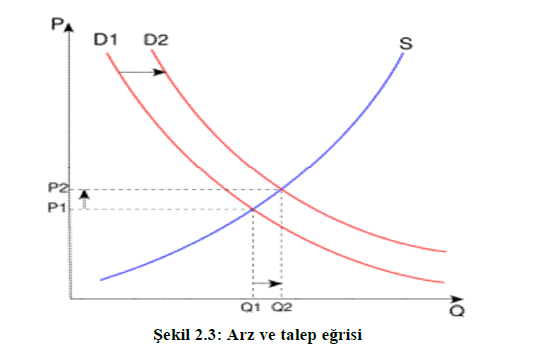 P
D1 D2
S
P2
P1
Q1 Q2
Q
Şekil 2.3: Arz ve talep eğrisi